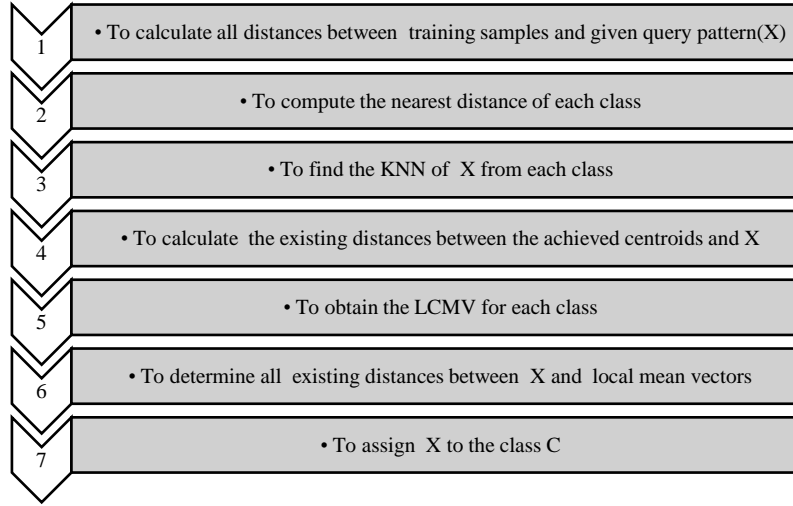 1
• To calculate all distances between training samples and given query pattern(X)
2
• To compute the nearest distance of each class
3
• To find the KNN of X from each class
4
• To calculate the existing distances between the achieved centroids and X
5
• To obtain the LCMV for each class
6
• To determine all existing distances between X and local mean vectors
7
• To assign X to the class C